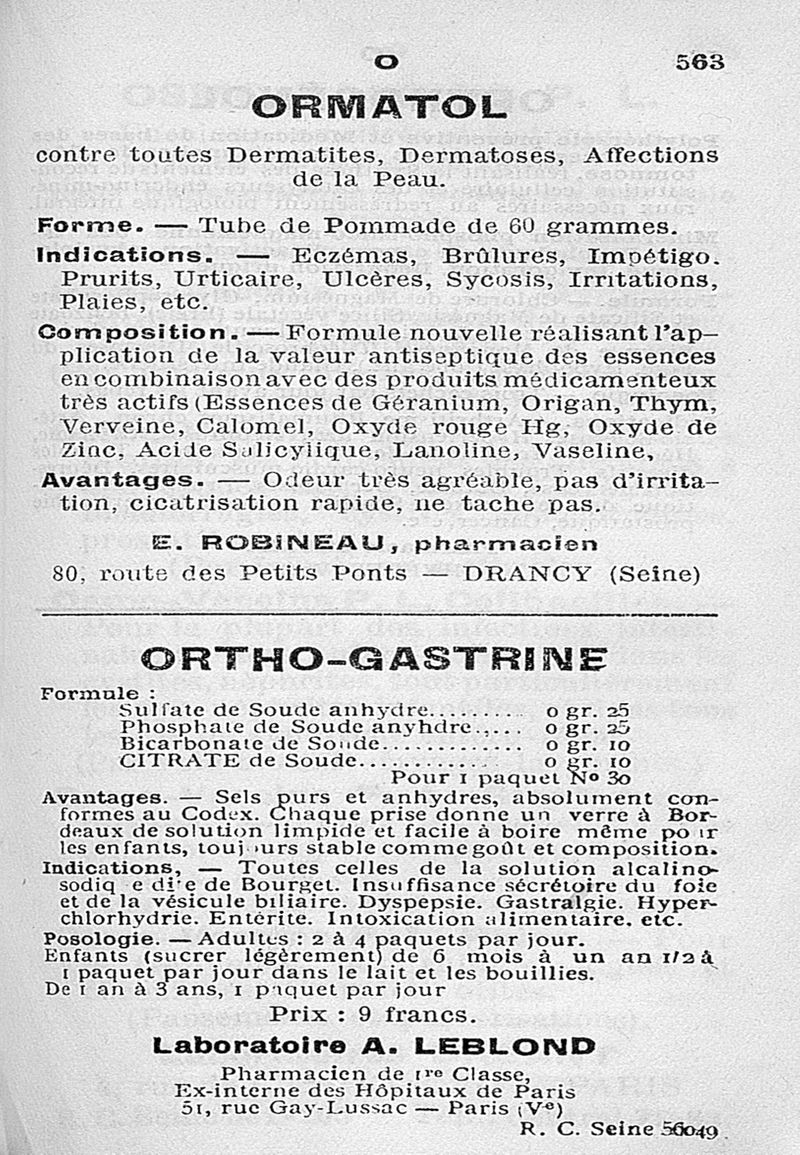 O 563
ORMATOL
contre toutes Dermatites, Dermatoses, Affections
de la Peau.
Forme. — Tube de Pommade de 60 grammes.
Indications. — Eczémas, Brûlures, Impétigo.
Prurits, Urticaire, Ulcères, Sycosis, Irritations,
Plaies, etc.
Composition. — Formule nouvelle réalisant l'ap-
plication de la valeur antiseptique des essences
en combinaison avec des produits médicamenteux
très actifs (Essences de Géranium, Origan, Thym,
Verveine, Calomel, Oxyde rouge Hg, Oxyde de
Zinc, Acide Salicylique, Lanoline, Vaseline,
Avantages. — Odeur très agréable, pas d'irrita-
tion, cicatrisation rapide, ne tache pas.
E. ROBINEAU, pharmacien
80, route des Petits Ponts — DRANCY (Seine)
ORTHO-GASTRINE
Formule :
Sulfate de Soude anhydre.......... 0 gr. 25
Phosphate de Soude anyhdre...... 0 gr. 25
Bicarbonate de Soude.............. 0 gr. 10
CITRATE de Soude................ 0 gr. 10
Pour 1 paquet N° 30
Avantages. — Sels purs et anhydres, absolument con-
formes au Codex. Chaque prise donne un verre à Bor-
deaux de solution limpide et facile à boire même pour
les enfants, toujours stable comme goût et composition.
Indications, — Toutes celles de la solution alcalino-
sodique dite de Bourget. Insuffisance sécrétoire du foie
et de la vésicule biliaire. Dyspepsie. Gastralgie. Hyper-
chlorhydrie. Entérite. Intoxication alimentaire. etc.
Posologie. — Adultes : 2 à 4 paquets par jour.
Enfants (sucrer légèrement) de 6 mois à un an 1/2 à
1 paquet par jour dans le lait et les bouillies.
De 1 an à 3 ans, 1 paquet par jour
Prix : 9 francs.
Laboratoire A. LEBLOND
Pharmacien de 1re Classe,
Ex-interne des Hôpitaux de Paris
51, rue Gay-Lussac — Paris (Ve)
R. C. Seine 56049